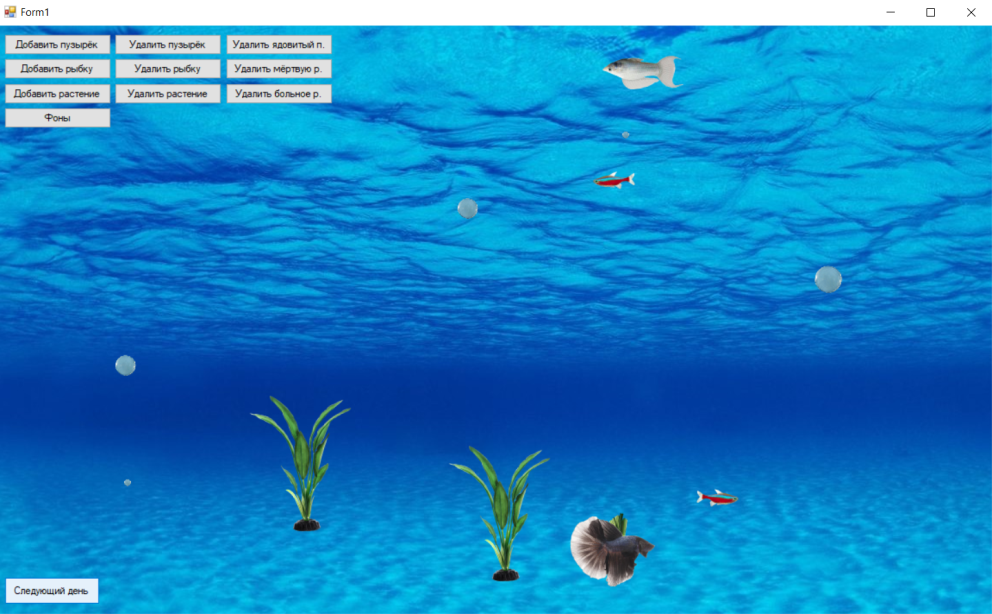 Form1
Добавить пузырёк Удалить пузырёк Удалить ядовитый п.
Добавить рыбку Удалить рыбку Удалить мёртвую р.
Добавить растение Удалить растение Удалить больное р.
Фоны
Следующий день